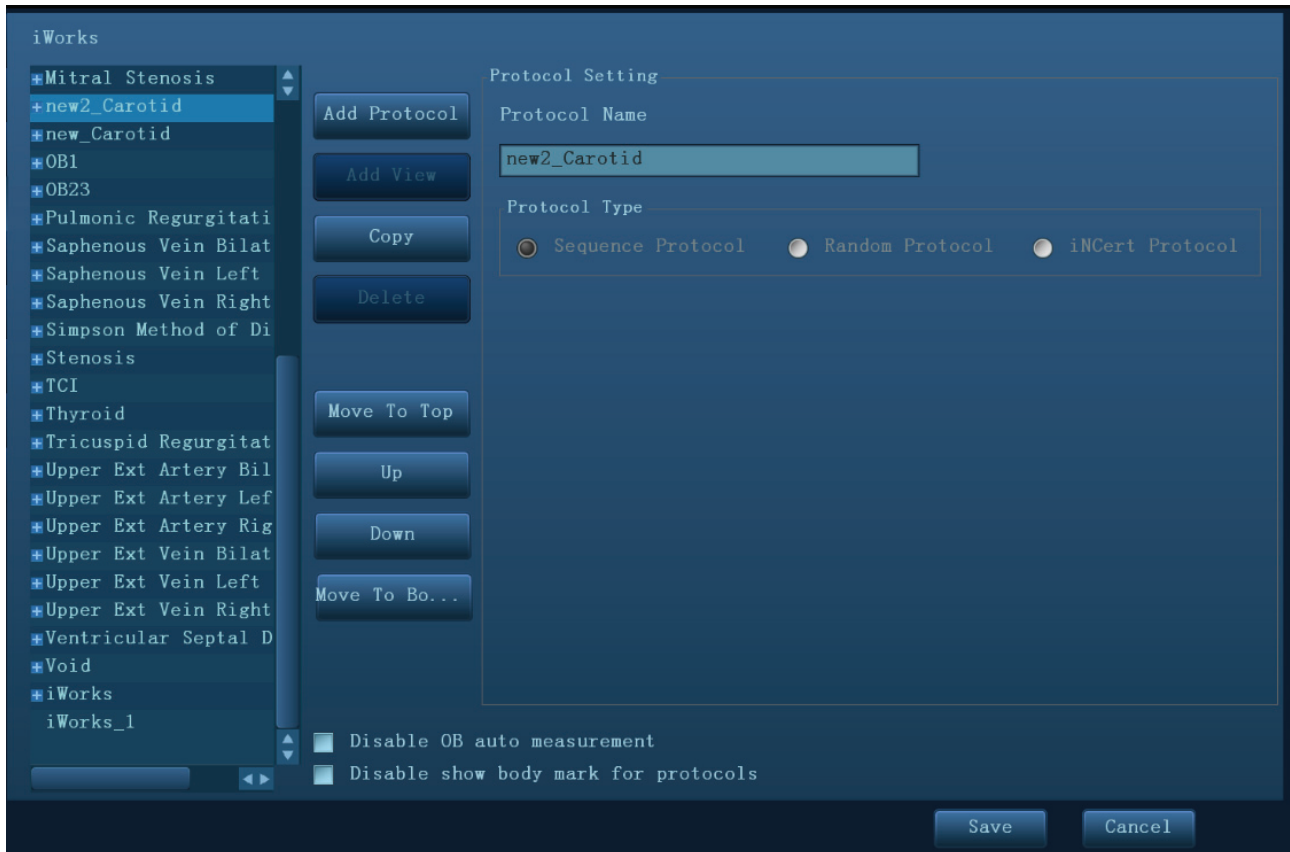 iWorks
Mitral Stenosis
new2_Carotid
new_Carotid
OB1
OB23
Pulmonic Regurgitati
Saphenous Vein Bilat
Saphenous Vein Left
Saphenous Vein Right
Simpson Method of Di
Stenosis
TCI
Thyroid
Tricuspid Regurgitat
Upper Ext Artery Bil
Upper Ext Artery Lef
Upper Ext Artery Rig
Upper Ext Vein Bilat
Upper Ext Vein Left
Upper Ext Vein Right
Ventricular Septal D
Void
iWorks
iWorks_1
Add Protocol
Add View
Copy
Delete
Move To Top
Up
Down
Move To Bo...
Protocol Setting
Protocol Name
new2_Carotid
Protocol Type
Sequence Protocol Random Protocol iNCert Protocol
Disable OB auto measurement
Disable show body mark for protocols
Save Cancel